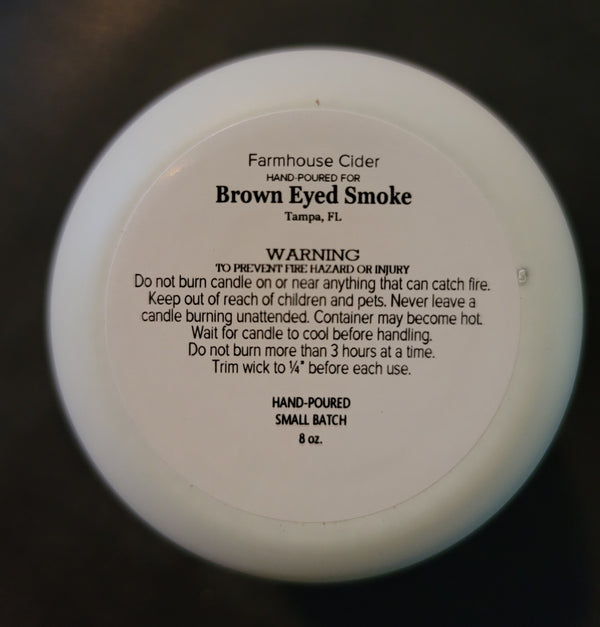 Farmhouse Cider
HAND-POURED FOR
Brown Eyed Smoke
Tampa, FL
WARNING
TO PREVENT FIRE HAZARD OR INJURY
Do not burn candle on or near anything that can catch fire.
Keep out of reach of children and pets. Never leave a
candle burning unattended. Container may become hot.
Wait for candle to cool before handling.
Do not burn more than 3 hours at a time.
Trim wick to ¼" before each use.
HAND-POURED
SMALL BATCH
8 oz.